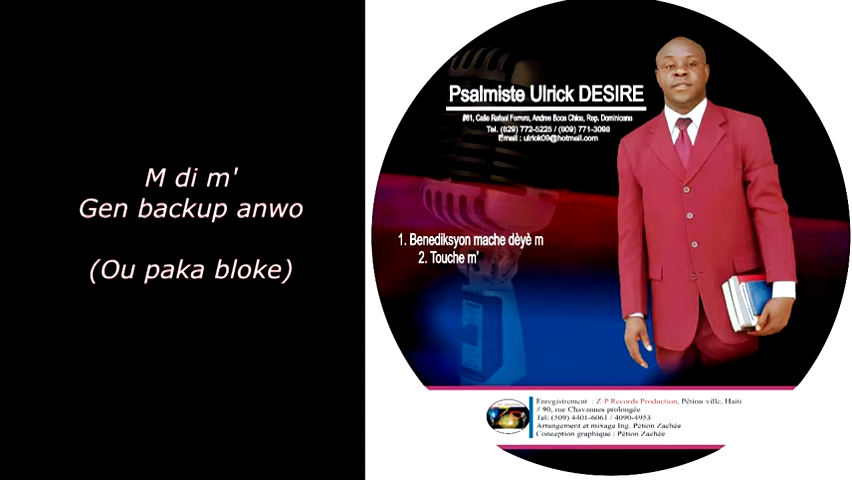 M di m'
Gen backup anwo
(Ou paka bloke)
Psalmiste Ulrick DESIRE
#61, Calle Rafael Ferreru, Andres Boca Chica, Rep. Dominicana
Tel. (829) 772-5225 / (809) 771-3098
Email : ulrick09@hotmail.com
1. Benediksyon mache dèyè m
2. Touche m'
Enregistrement : Z-P Records Production, Pétion-ville, Haiti
# 90, rue Chavannes prolongée
Tel: (509) 4401-6061 / 4090-4953
Arrangement et mixage Ing. Pétion Zachée
Conception graphique : Pétion Zachée